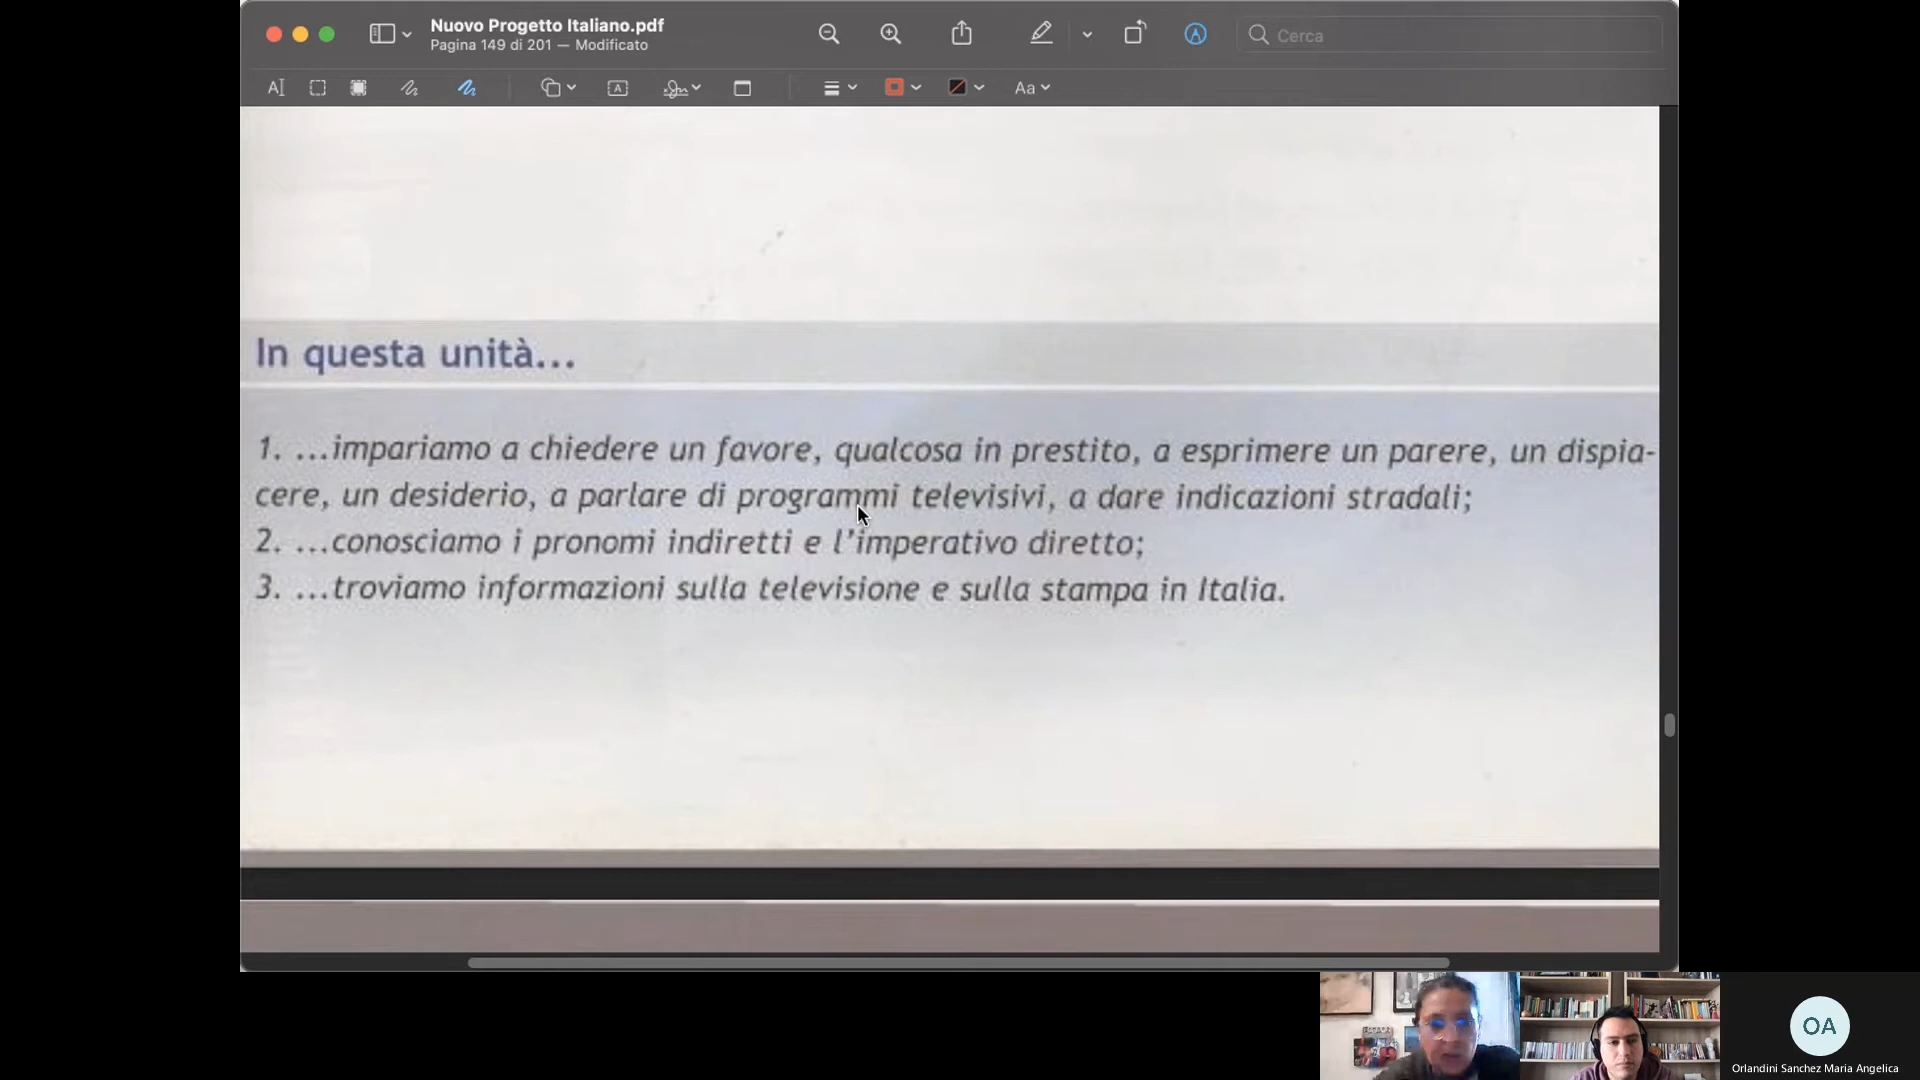 Nuovo Progetto Italiano.pdf
Pagina 149 di 201 — Modificato
Cerca
A
A
Aa
In questa unità...
1. ...impariamo a chiedere un favore, qualcosa in prestito, a esprimere un parere, un dispia-
cere, un desiderio, a parlare di programmi televisivi, a dare indicazioni stradali;
2. ...conosciamo i pronomi indiretti e l'imperativo diretto;
3. ...troviamo informazioni sulla televisione e sulla stampa in Italia.
OA
Orlandini Sanchez Maria Angelica